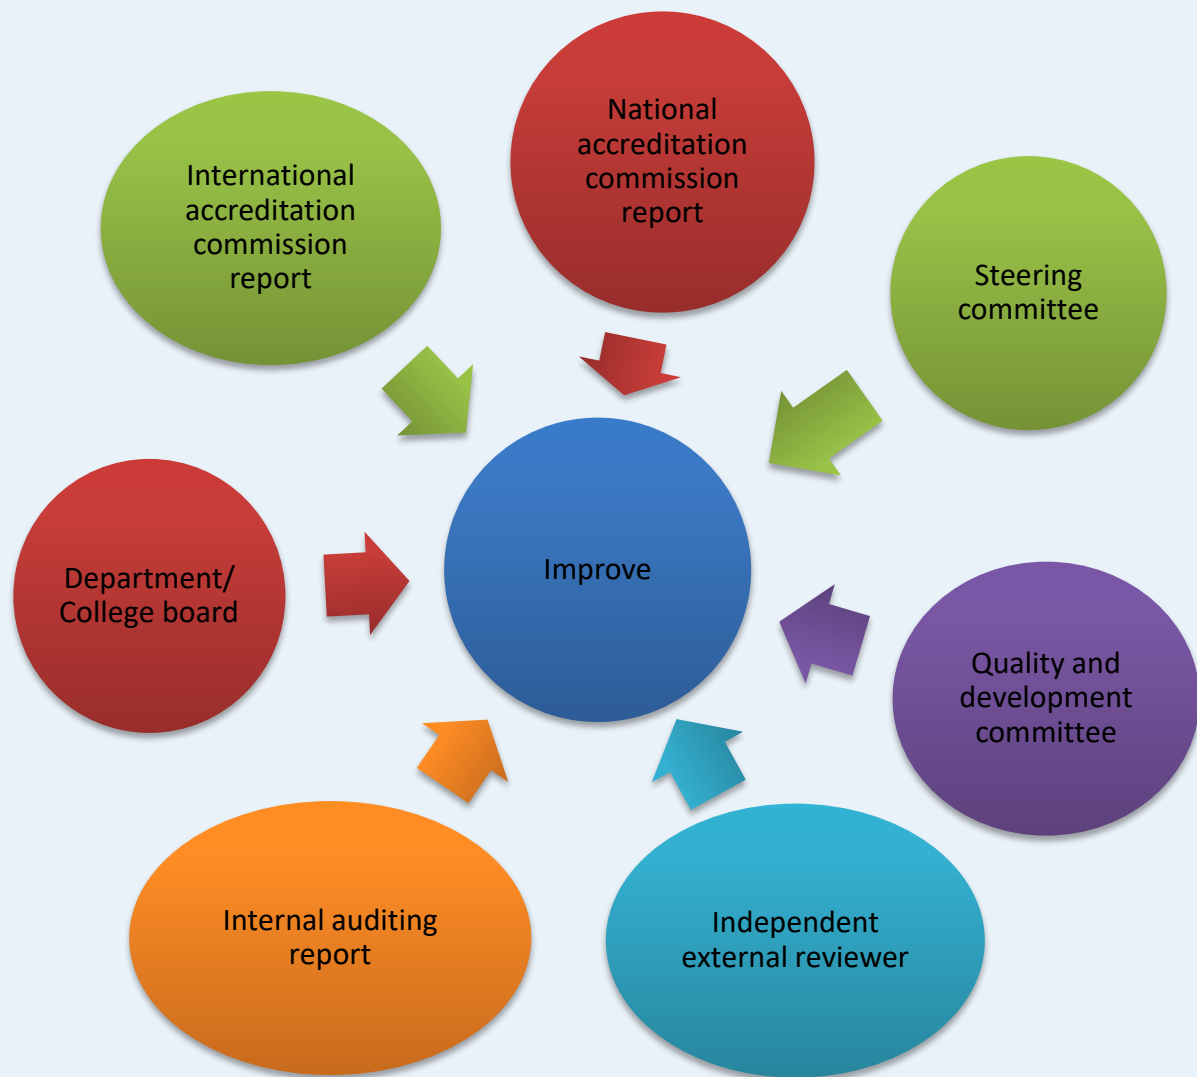 National
accreditation
commission
report
International
accreditation
commission
report
Steering
committee
Department/
College board
Improve
Quality and
development
committee
Internal auditing
report
Independent
external reviewer